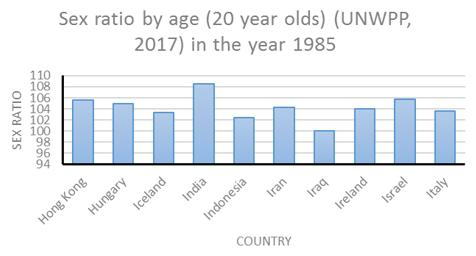 Sex ratio by age (20 year olds) (UNWPP,
2017) in the year 1985
SEX RATIO
110
108
106
104
102
100
98
96
94
Hong Kong
Hungary
Iceland
India
Indonesia
Iran
Iraq
Ireland
Israel
Italy
COUNTRY